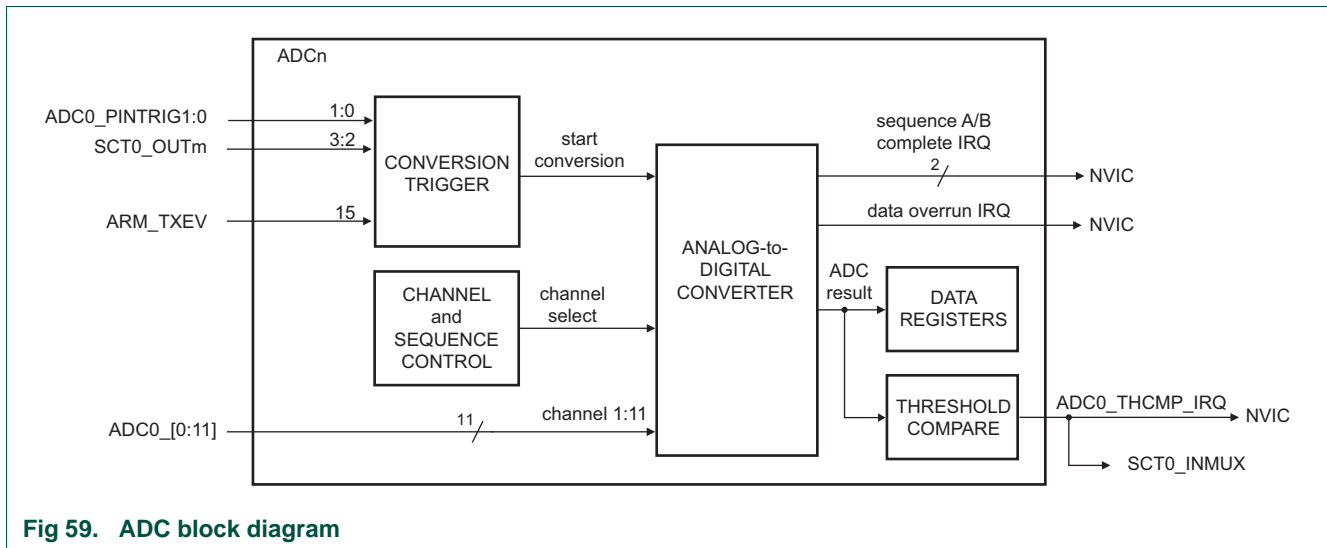 ADCn
ADC0_PINTRIG1:0
1:0
SCT0_OUTm
3:2
ARM_TXEV
15
CONVERSION
TRIGGER
start
conversion
CHANNEL
and
SEQUENCE
CONTROL
channel
select
ADC0_[0:11]
11
channel 1:11
ANALOG-to-
DIGITAL
CONVERTER
sequence A/B
complete IRQ
2
NVIC
data overrun IRQ
NVIC
ADC
result
DATA
REGISTERS
THRESHOLD
COMPARE
ADC0_THCMP_IRQ
NVIC
SCT0_INMUX
Fig 59. ADC block diagram